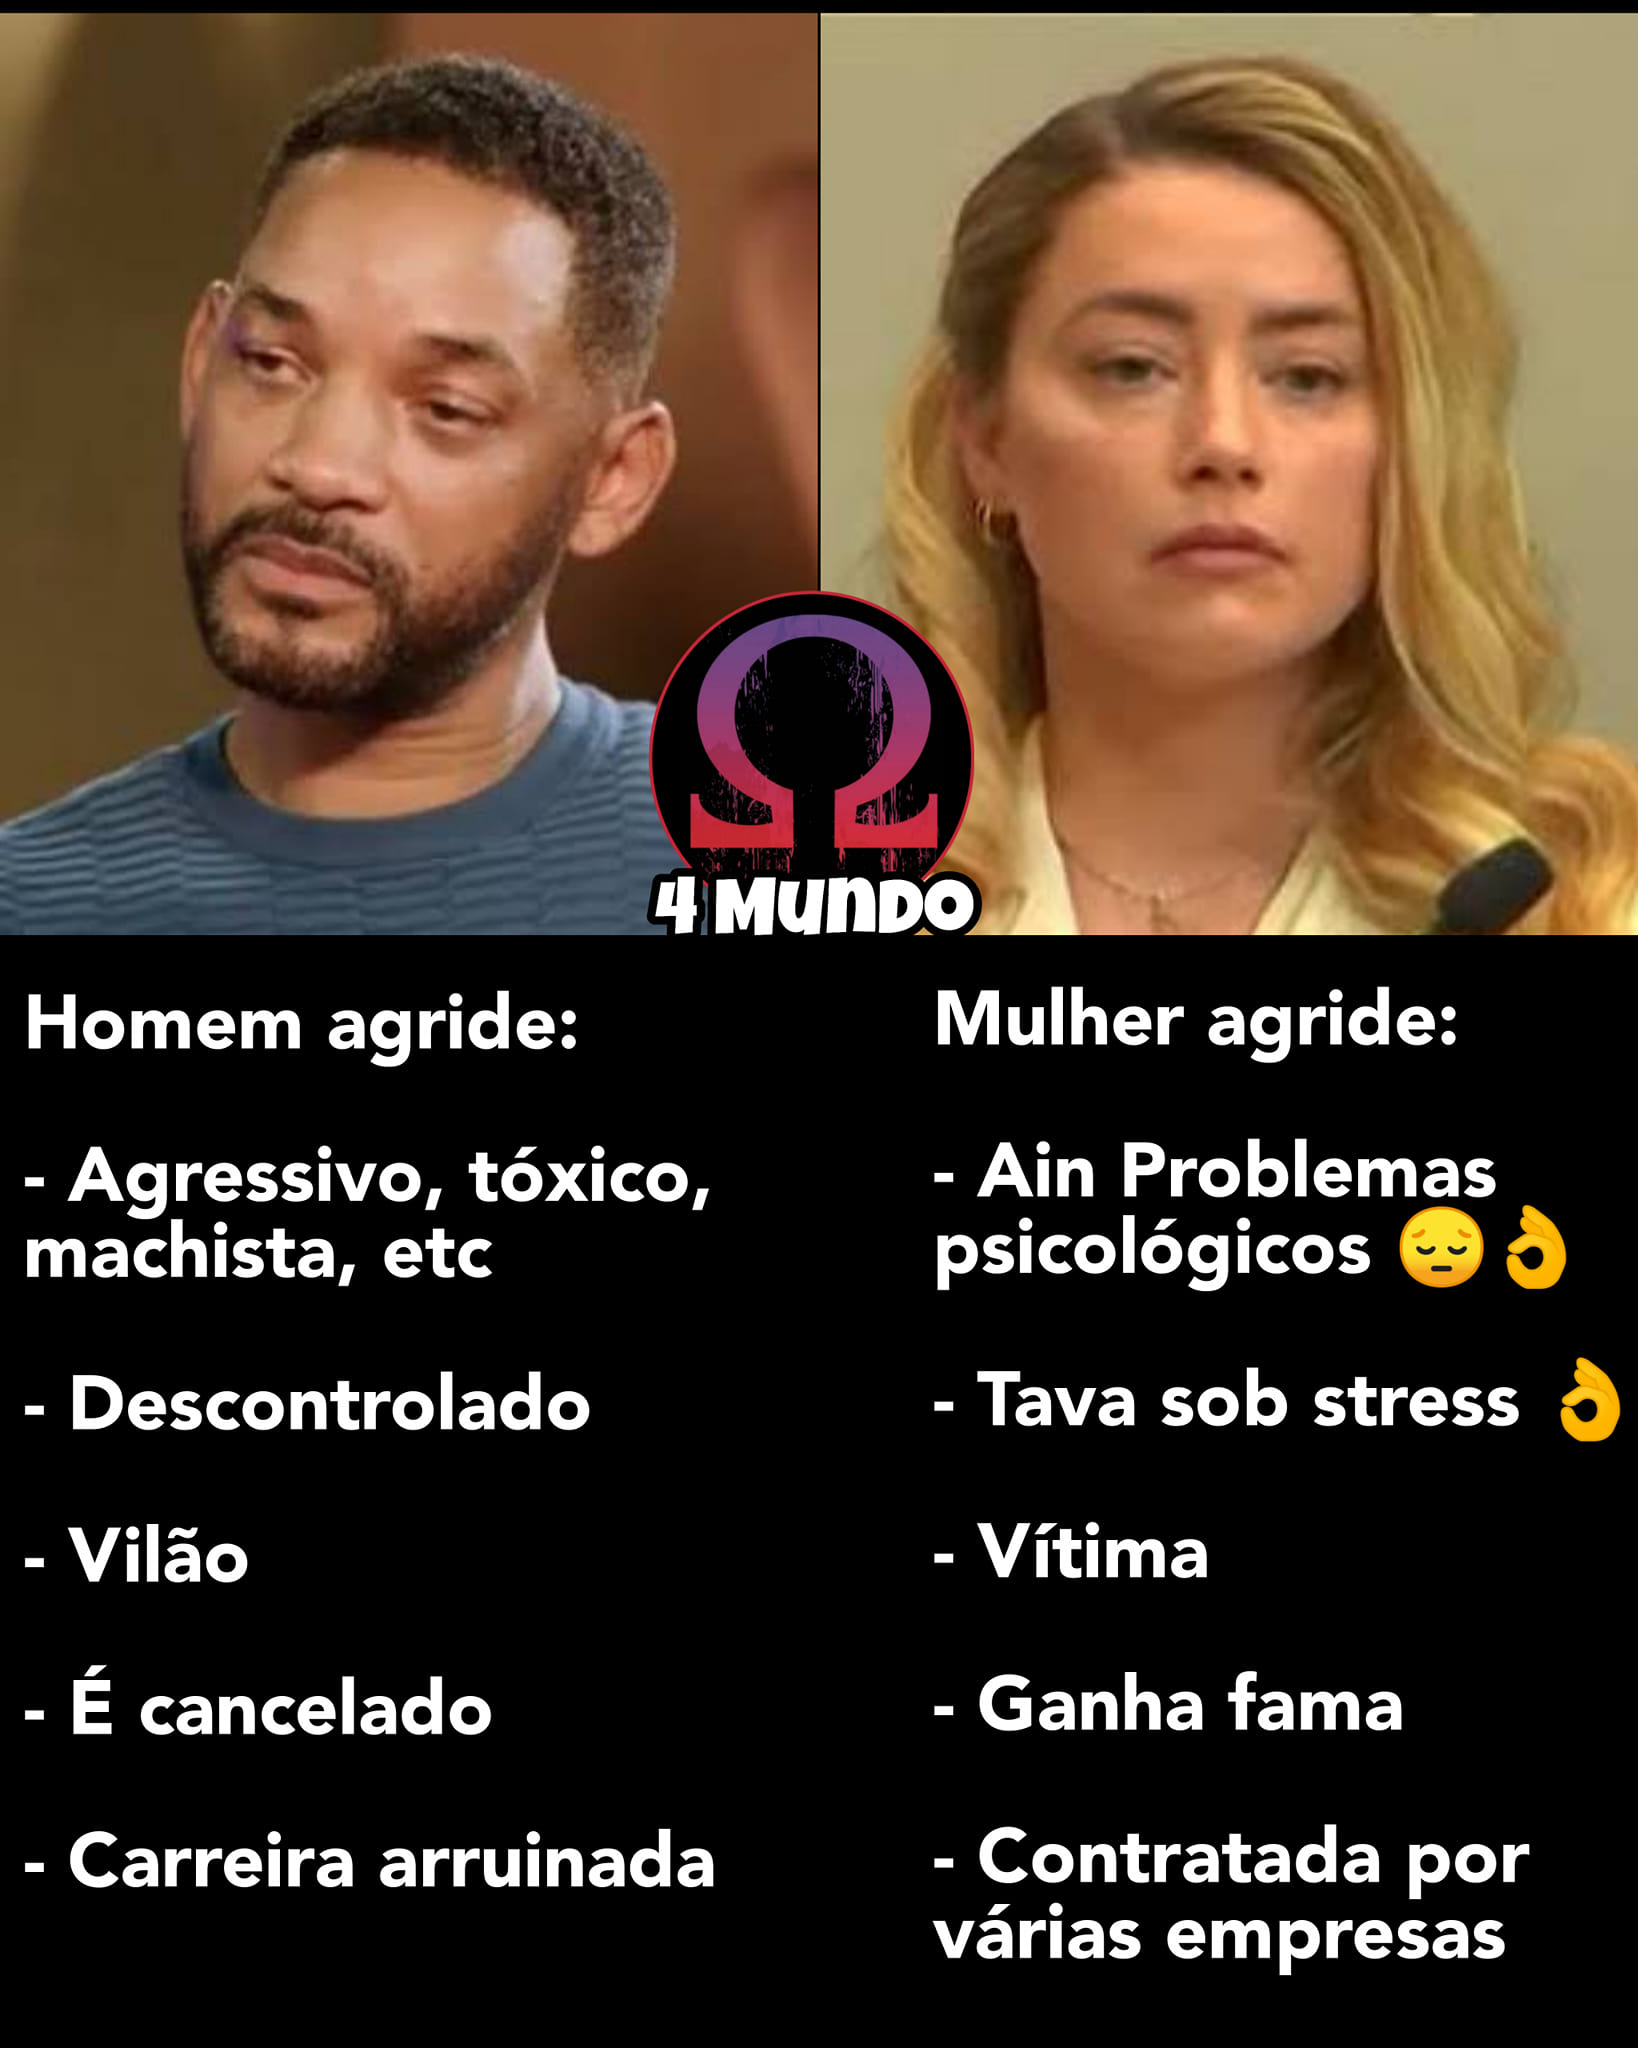 4 Mundo
Homem agride:
- Agressivo, tóxico,
machista, etc
- Descontrolado
- Vilão
- É cancelado
- Carreira arruinada
Mulher agride:
- Ain Problemas
psicológicos 😔👌
- Tava sob stress 👌
- Vítima
- Ganha fama
- Contratada por
várias empresas